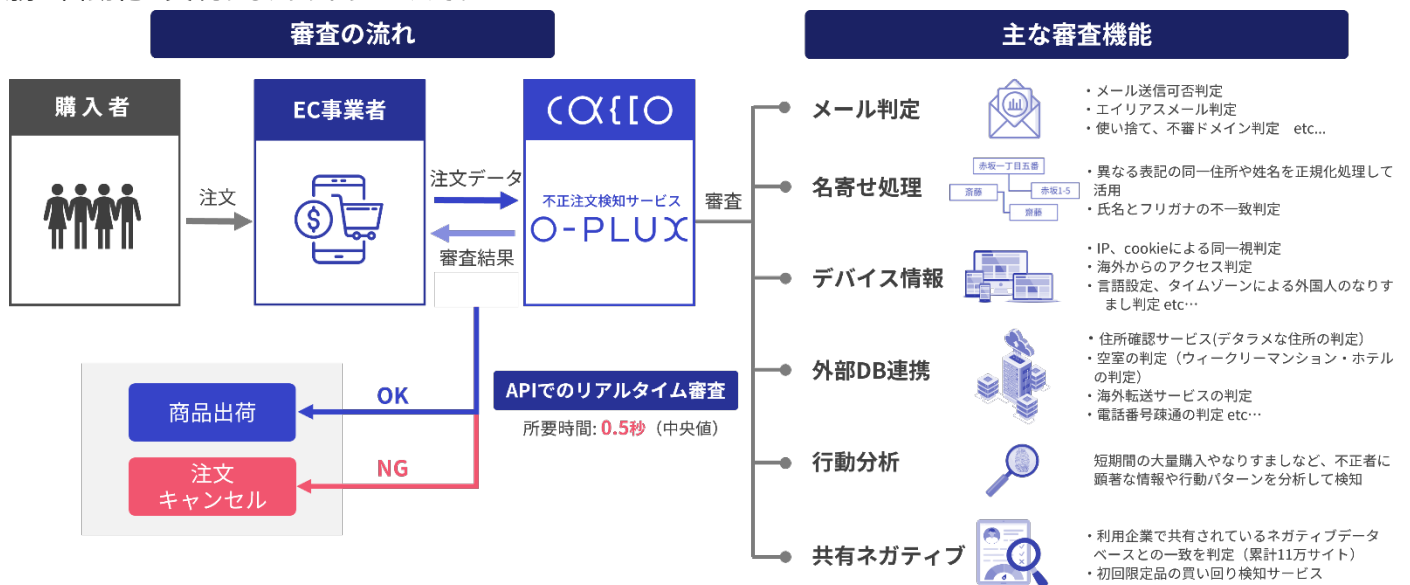 審査の流れ
主な審査機能
購入者
EC事業者
CACCO
注文
注文データ
審査結果
不正注文検知サービス
O-PLUX
審査
OK
商品出荷
NG
注文
キャンセル
APIでのリアルタイム審査
所要時間: 0.5秒（中央値）
メール判定
・メール送信可否判定
・エイリアスメール判定
・使い捨て、不審ドメイン判定 etc...
名寄せ処理
赤坂一丁目五番
斎藤
赤坂1-5
齋藤
・異なる表記の同一住所や姓名を正規化処理して
活用
・氏名とフリガナの不一致判定
デバイス情報
・IP、cookieによる同一視判定
・海外からのアクセス判定
・言語設定、タイムゾーンによる外国人のなりす
まし判定 etc…
外部DB連携
・住所確認サービス(デタラメな住所の判定）
・空室の判定（ウィークリーマンション・ホテル
の判定）
・海外転送サービスの判定
・電話番号疎通の判定 etc…
行動分析
短期間の大量購入やなりすましなど、不正者に
顕著な情報や行動パターンを分析して検知
共有ネガティブ
・利用企業で共有されているネガティブデータ
ベースとの一致を判定（累計11万サイト）
・初回限定品の買い回り検知サービス